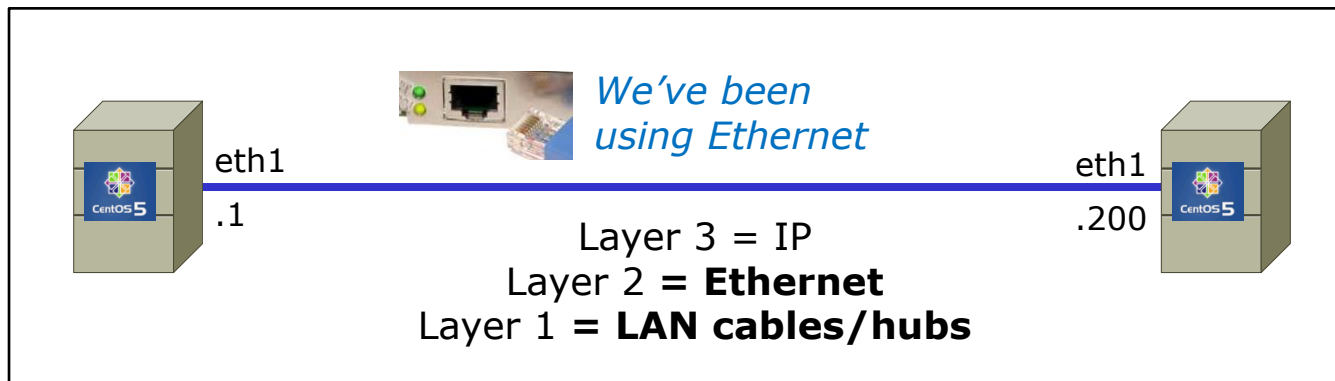 We've been
using Ethernet
eth1
eth1
CentOS 5
CentOS 5
.1
.200
Layer 3 = IP
Layer 2 = Ethernet
Layer 1 = LAN cables/hubs